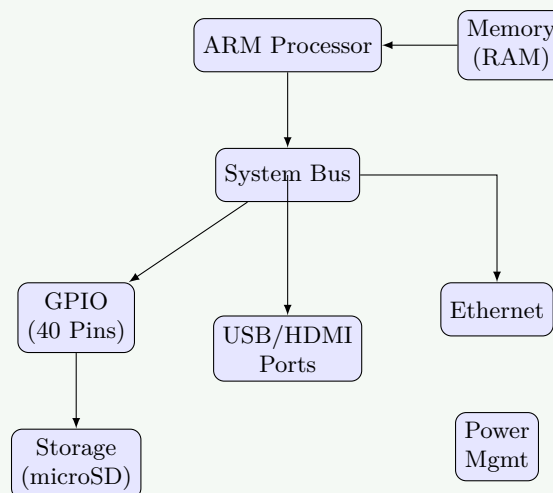 ARM Processor
Memory
(RAM)
System Bus
GPIO
(40 Pins)
USB/HDMI
Ports
Ethernet
Storage
(microSD)
Power
Mgmt